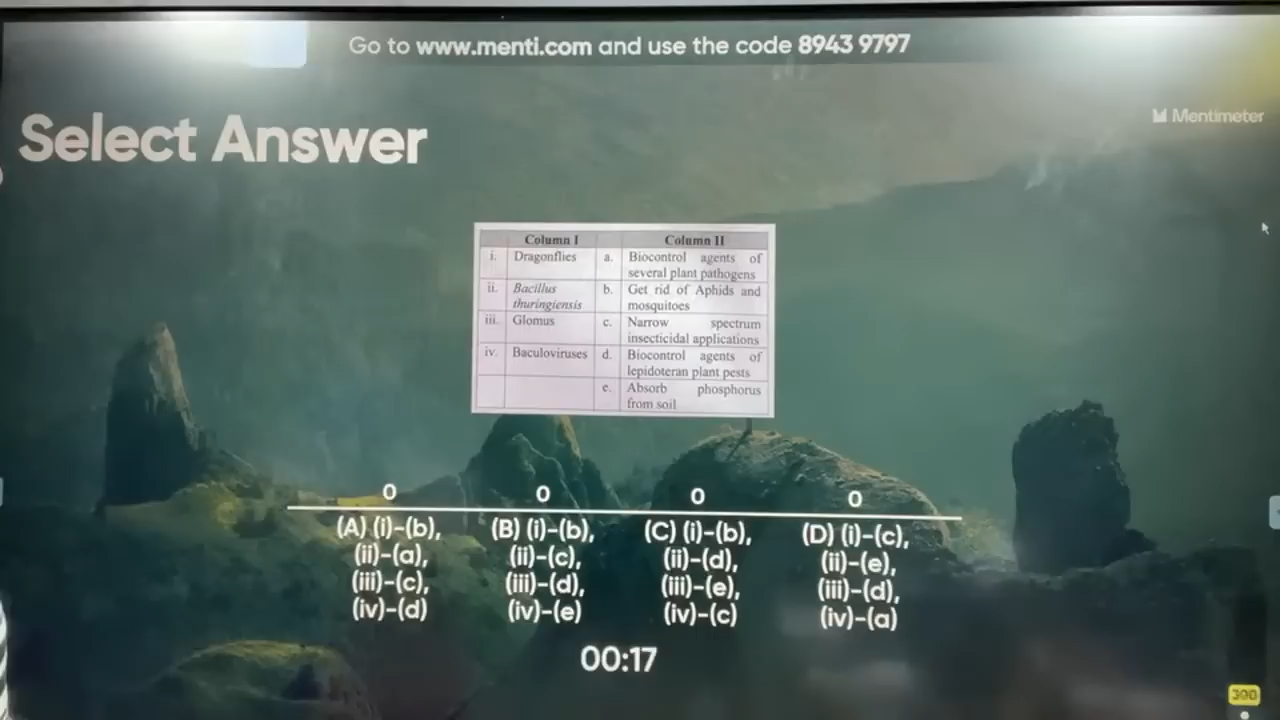 Go to www.menti.com and use the code 8943 9797
Mentimeter
Select Answer
Column I Column II
i. Dragonflies a. Biocontrol agents of
several plant pathogens
ii. Bacillus b. Get rid of Aphids and
thuringiensis mosquitoes
iii. Glomus c. Narrow spectrum
insecticidal applications
iv. Baculoviruses d. Biocontrol agents of
lepidoteran plant pests
e. Absorb phosphorus
from soil
0 0 0 0
(A) (i)-(b), (B) (i)-(b), (C) (i)-(b), (D) (i)-(c),
(ii)-(a), (ii)-(c), (ii)-(d), (ii)-(e),
(iii)-(c), (iii)-(d), (iii)-(e), (iii)-(d),
(iv)-(d) (iv)-(e) (iv)-(c) (iv)-(a)
00:17
300